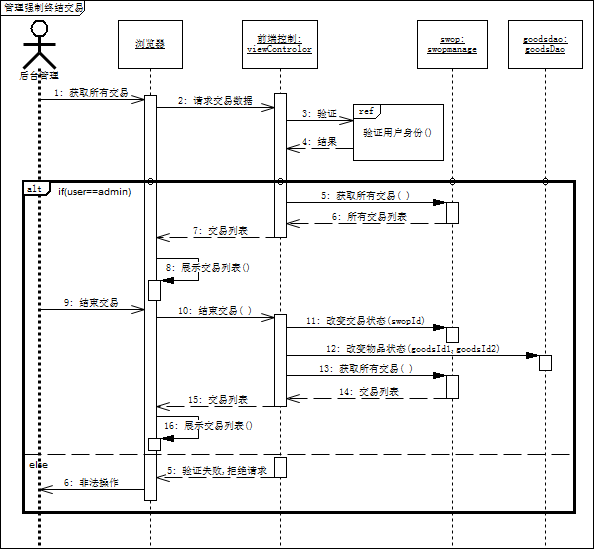 管理强制终结交易
后台管理
浏览器
前端控制:
viewControlor
swop:
swopmanage
goodsdao:
goodsDao
1: 获取所有交易
2: 请求交易数据
3: 验证
ref
验证用户身份()
4: 结果
alt
if(user==admin)
5: 获取所有交易( )
6: 所有交易列表
7: 交易列表
8: 展示交易列表()
9: 结束交易
10: 结束交易( )
11: 改变交易状态(swopId)
12: 改变物品状态(goodsId1,goodsId2)
13: 获取所有交易( )
14: 交易列表
15: 交易列表
16: 展示交易列表()
else
5: 验证失败,拒绝请求
6: 非法操作